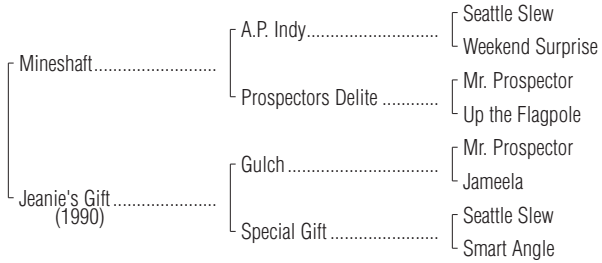 Seattle Slew
A.P. Indy
Weekend Surprise
Mineshaft
Mr. Prospector
Prospectors Delite
Up the Flagpole
Mr. Prospector
Gulch
Jameela
Jeanie's Gift
(1990)
Seattle Slew
Special Gift
Smart Angle